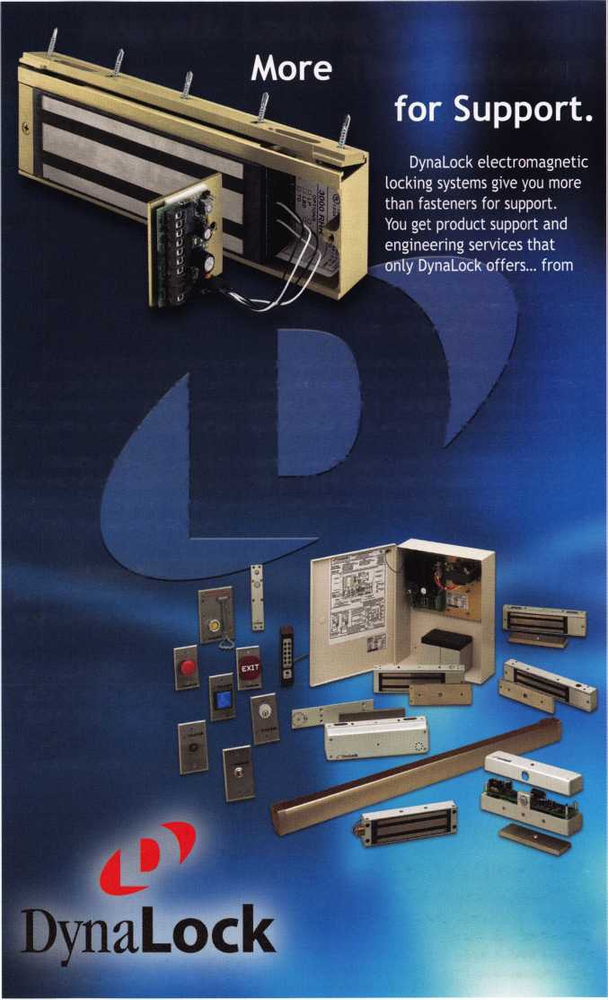 More
for Support.
DynaLock electromagnetic
locking systems give you more
than fasteners for support.
You get product support and
engineering services that
only DynaLock offers... from
3000
EXIT
DynaLock